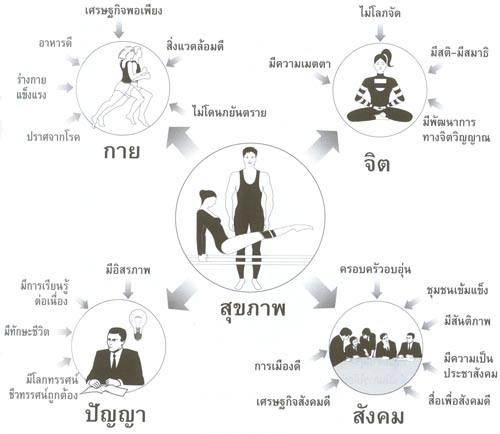 เศรษฐกิจพอเพียง
อาหารดี
สิ่งแวดล้อมดี
ร่างกาย
แข็งแรง
ไม่โดนภยันตราย
ปราศจากโรค
กาย
ไม่โลภจัด
มีความเมตตา
มีสติ-มีสมาธิ
มีพัฒนาการ
ทางจิตวิญญาณ
จิต
สุขภาพ
มีอิสรภาพ
มีการเรียนรู้
ต่อเนื่อง
มีทักษะชีวิต
มีโลกทรรศน์
ชีวทรรศน์ถูกต้อง
ปัญญา
ครอบครัวอบอุ่น
ชุมชนเข้มแข็ง
มีสันติภาพ
การเมืองดี
มีความเป็น
ประชาสังคม
เศรษฐกิจสังคมดี
สื่อเพื่อสังคมดี
สังคม